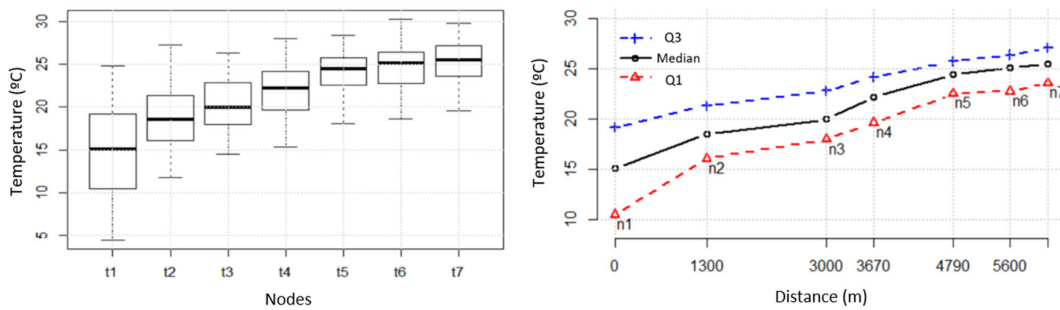 Temperature (ºC)
30
25
20
15
10
5
t1 t2 t3 t4 t5 t6 t7
Nodes
Temperature (ºC)
30
25
20
15
10
Q3
Median
Q1
n1
n2
n3
n4
n5
n6
n7
0 1300 3000 3670 4790 5600
Distance (m)